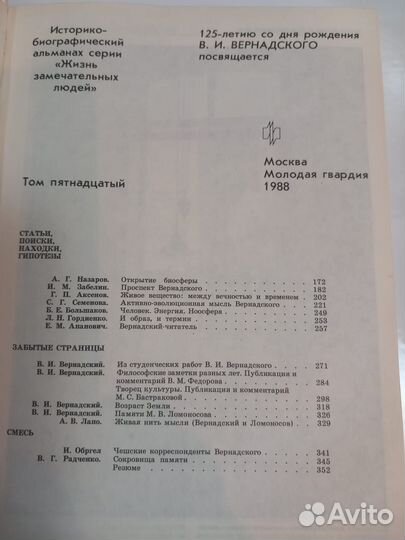 Историко-
биографический
альманах серии
«Жизнь
замечательных
людей»
125-летию со дня рождения
В. И. ВЕРНАДСКОГО
посвящается
Том пятнадцатый
Москва
Молодая гвардия
1988
СТАТЬИ,
ПОИСКИ,
НАХОДКИ,
ГИПОТЕЗЫ
А. Г. Назаров. Открытие биосферы 172
И. М. Забелин. Проспект Вернадского 182
Г. П. Аксенов. Живое вещество: между вечностью и временем 202
С. Г. Семенова. Активно-эволюционная мысль Вернадского 221
Б. Е. Большаков. Человек. Энергия. Ноосфера 249
Л. Н. Гордиенко. И образ, и термин 253
Е. М. Апанович. Вернадский-читатель 257
ЗАБЫТЫЕ СТРАНИЦЫ
В. И. Вернадский. Из студенческих работ В. И. Вернадского 271
В. И. Вернадский. Философские заметки разных лет. Публикация и
комментарий В. М. Федорова 284
Творец культуры. Публикация и комментарий
М. С. Бастраковой 298
В. И. Вернадский. Возраст Земли 318
В. И. Вернадский. Памяти М. В. Ломоносова 326
А. В. Лано. Живая нить мысли (Вернадский и Ломоносов) 329
СМЕСЬ
И. Обргел Чешские корреспонденты Вернадского 341
В. Г. Радченко. Сокровища памяти 345
Резюме 352
Avito